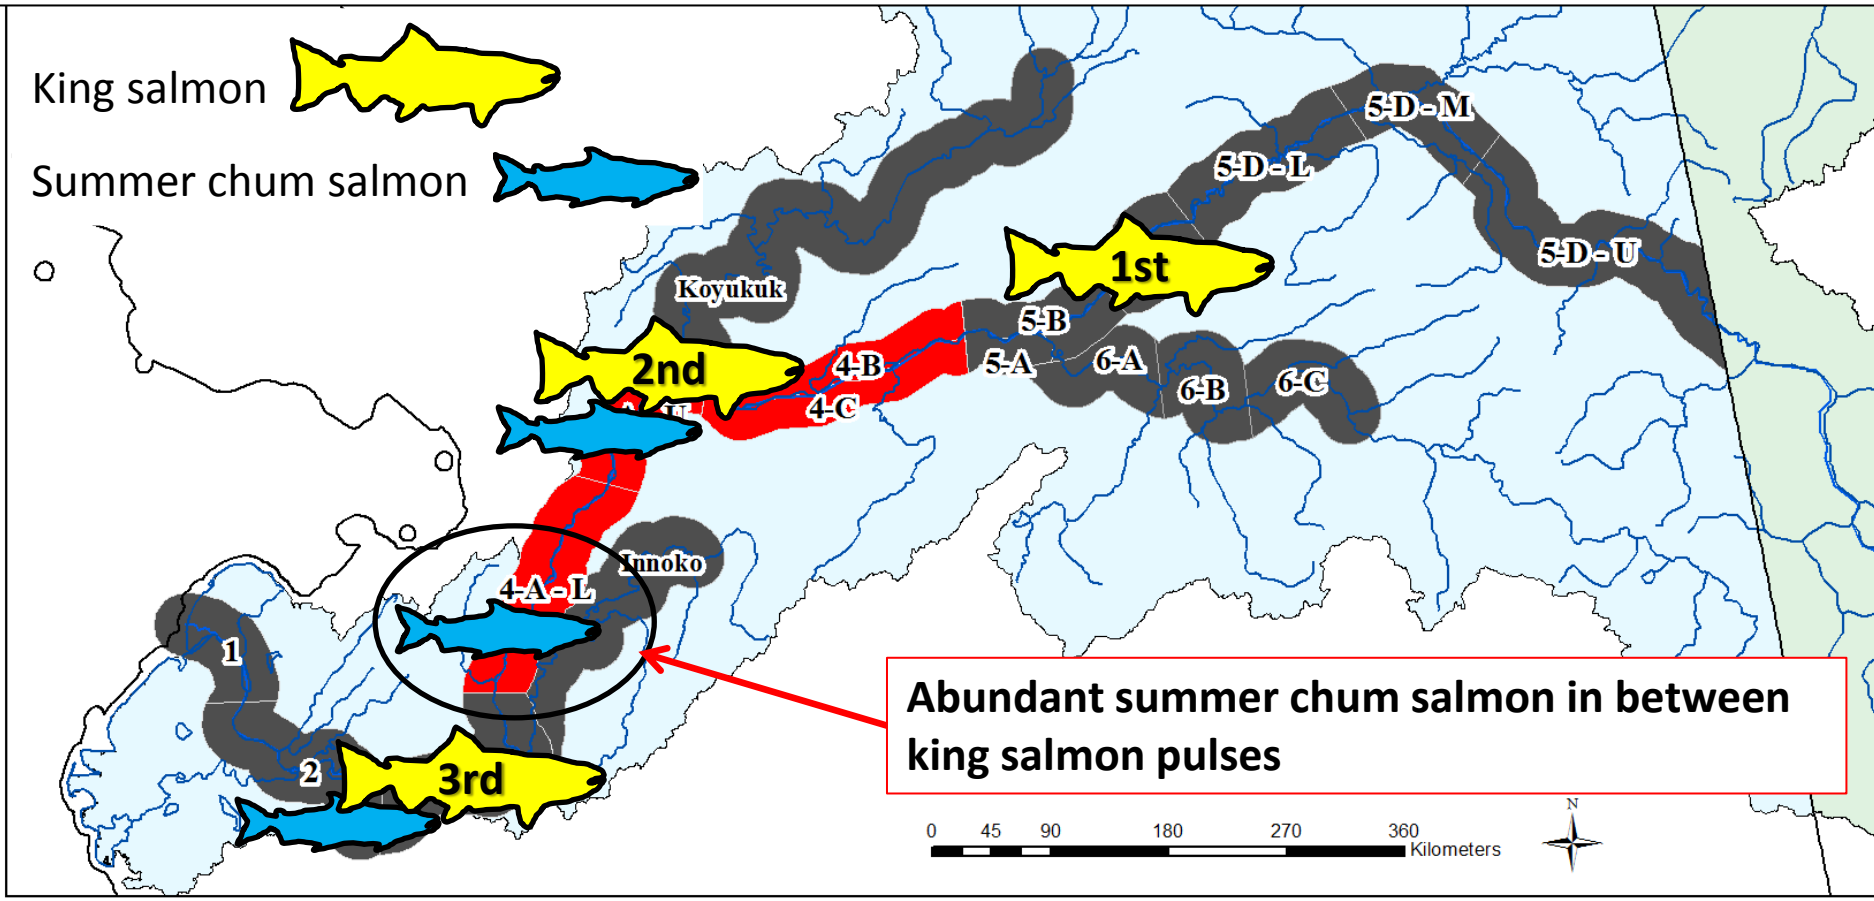 King salmon
Summer chum salmon
5-D - M
5-D - L
5-D - U
1st
Koyukuk
5-B
2nd
4-B
5-A
6-A
6-B
6-C
4-C
U
Innoko
4-A - L
1
Abundant summer chum salmon in between
king salmon pulses
2
3rd
N
0 45 90 180 270 360
Kilometers